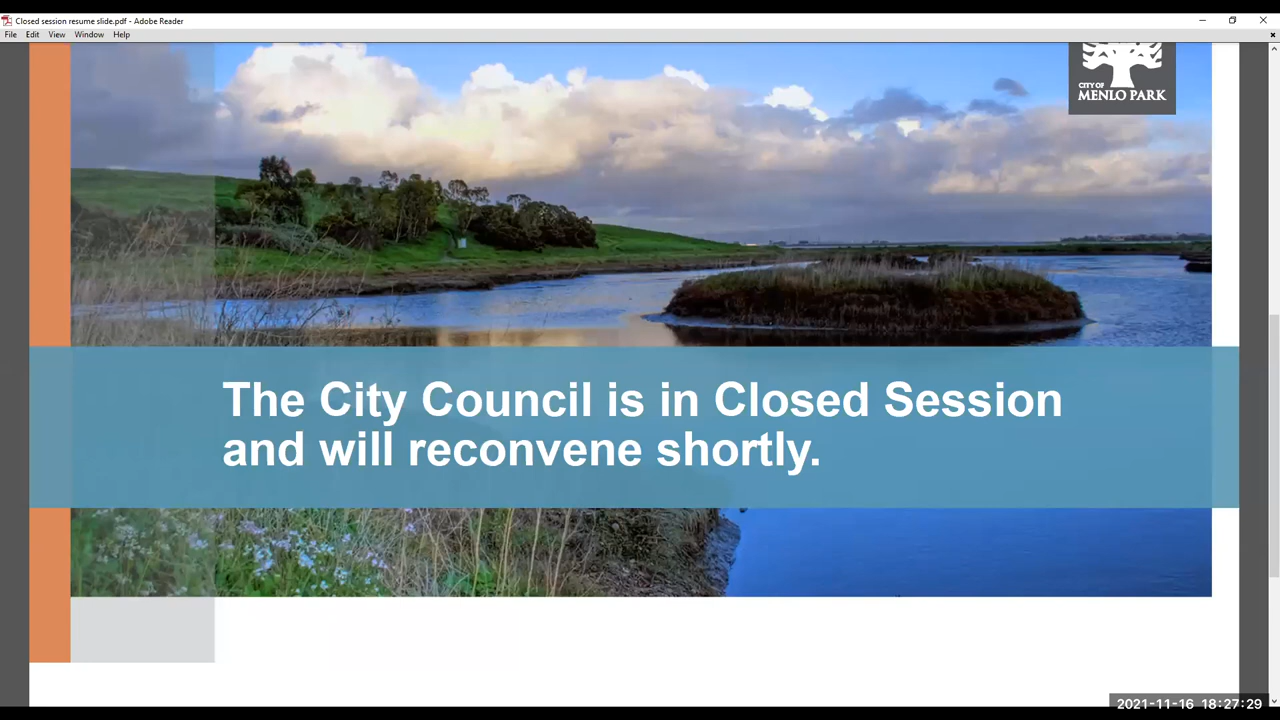 Closed session resume slide.pdf - Adobe Reader
File Edit View Window Help
CITY OF
MENLO PARK
The City Council is in Closed Session
and will reconvene shortly.
2021-11-16 18:27:29